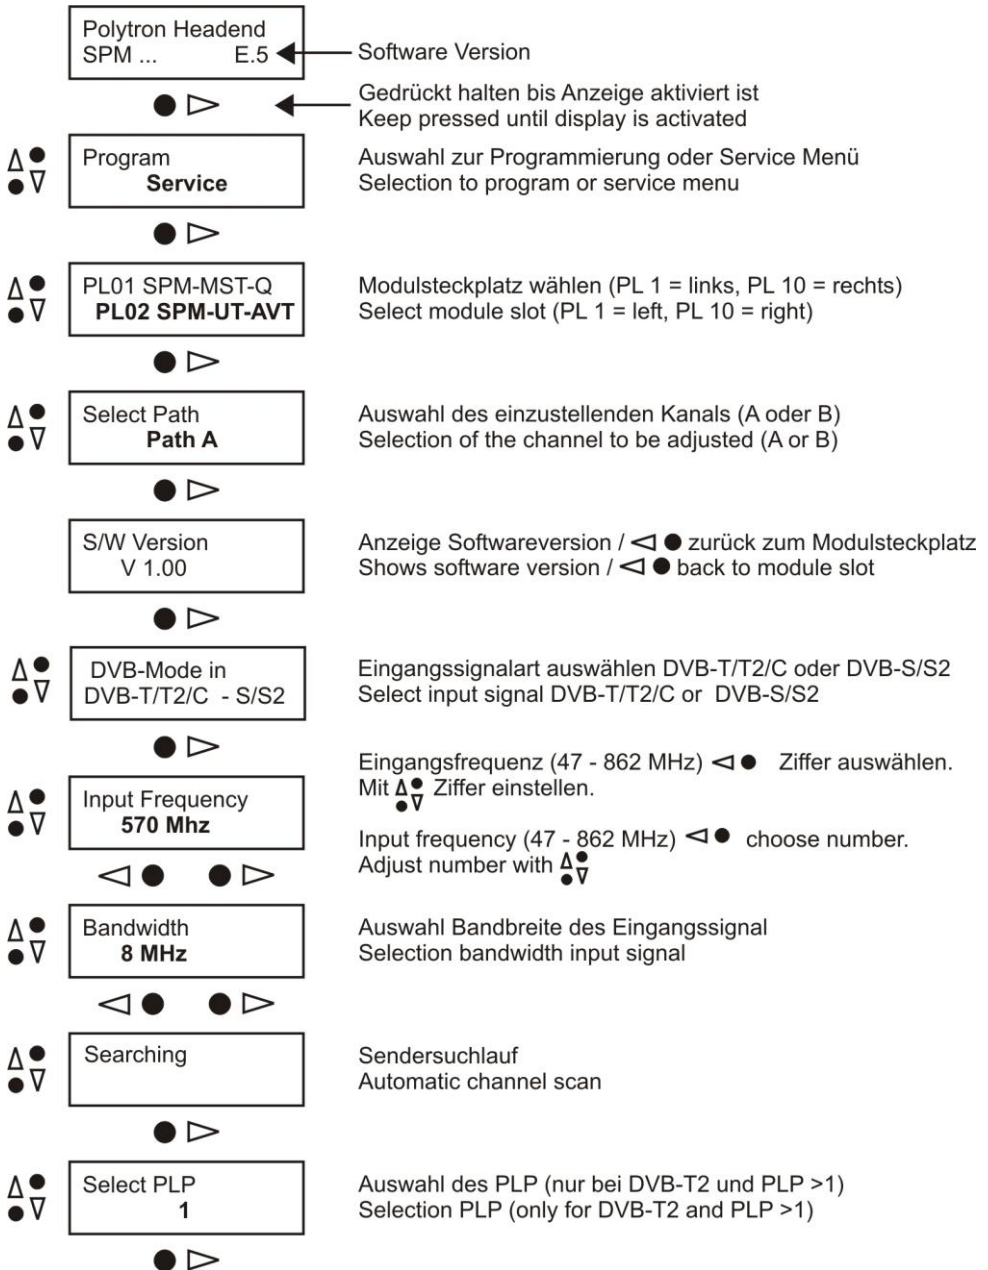 Polytron Headend
SPM ... E.5
Software Version
Gedrückt halten bis Anzeige aktiviert ist
Keep pressed until display is activated
Program
Service
Auswahl zur Programmierung oder Service Menü
Selection to program or service menu
PL01 SPM-MST-Q
PL02 SPM-UT-AVT
Modulsteckplatz wählen (PL 1 = links, PL 10 = rechts)
Select module slot (PL 1 = left, PL 10 = right)
Select Path
Path A
Auswahl des einzustellenden Kanals (A oder B)
Selection of the channel to be adjusted (A or B)
S/W Version
V 1.00
Anzeige Softwareversion / ◁ ● zurück zum Modulsteckplatz
Shows software version / ◁ ● back to module slot
DVB-Mode in
DVB-T/T2/C - S/S2
Eingangssignalart auswählen DVB-T/T2/C oder DVB-S/S2
Select input signal DVB-T/T2/C or DVB-S/S2
Input Frequency
570 Mhz
Eingangsfrequenz (47 - 862 MHz) ◁ ● Ziffer auswählen.
Mit Δ ● ● ∇ Ziffer einstellen.
Input frequency (47 - 862 MHz) ◁ ● choose number.
Adjust number with Δ ● ● ∇
Bandwidth
8 MHz
Auswahl Bandbreite des Eingangssignal
Selection bandwidth input signal
Searching
Sendersuchlauf
Automatic channel scan
Select PLP
1
Auswahl des PLP (nur bei DVB-T2 und PLP >1)
Selection PLP (only for DVB-T2 and PLP >1)